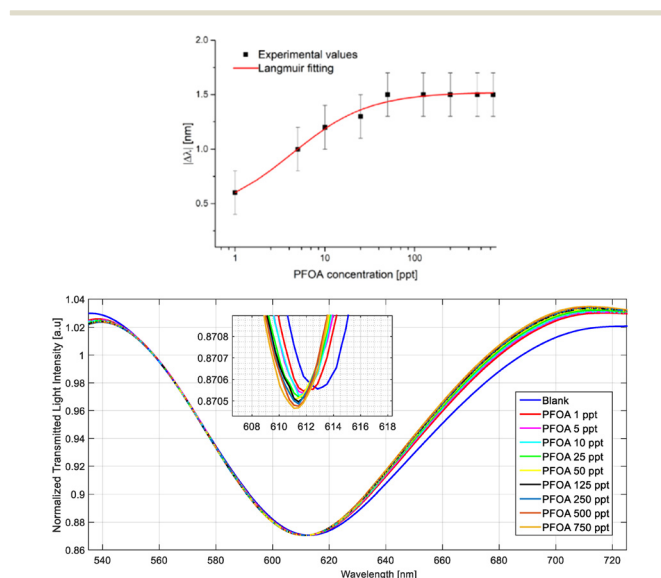 2.0
1.5
1.0
0.5
|Δλ| [nm]
Experimental values
Langmuir fitting
1
10
100
PFOA concentration [ppt]
1.04
1.02
1
0.98
0.96
0.94
0.92
0.9
0.88
0.86
Normalized Transmitted Light Intensity [a.u]
0.8708
0.8707
0.8706
0.8705
608 610 612 614 616 618
Blank
PFOA 1 ppt
PFOA 5 ppt
PFOA 10 ppt
PFOA 25 ppt
PFOA 50 ppt
PFOA 125 ppt
PFOA 250 ppt
PFOA 500 ppt
PFOA 750 ppt
540 560 580 600 620 640 660 680 700 720
Wavelength [nm]